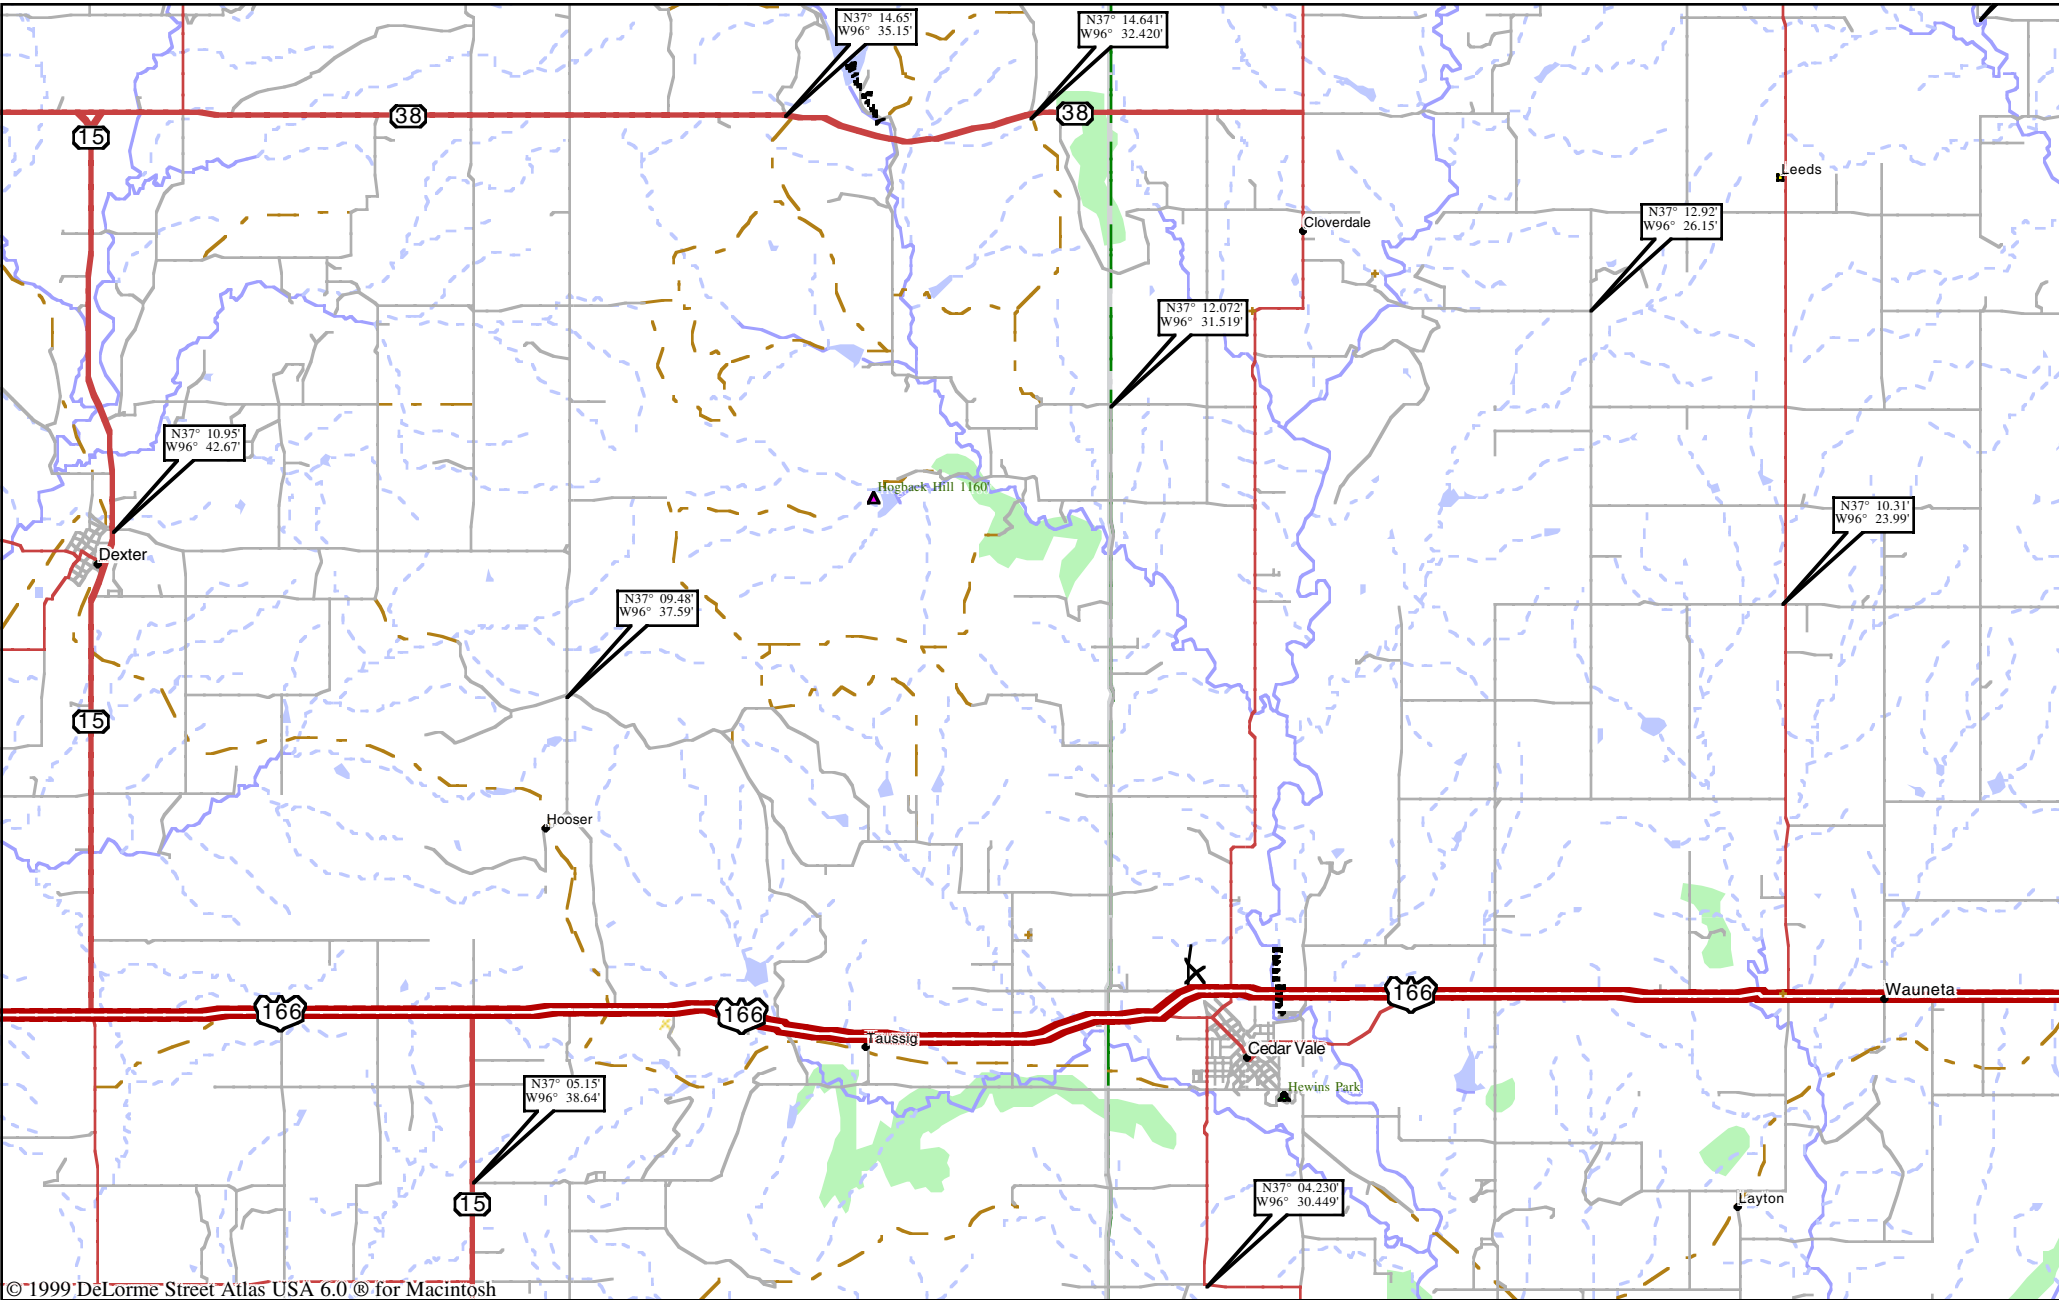 N37° 14.65'
W96° 35.15'
N37° 14.641'
W96° 32.420'
38
38
15
Leeds
N37° 12.92'
W96° 26.15'
Cloverdale
N37° 12.072'
W96° 31.519'
N37° 10.95'
W96° 42.67'
Hogback Hill 1160'
N37° 10.31'
W96° 23.99'
Dexter
N37° 09.48'
W96° 37.59'
15
Hooser
166
166
166
Wauneta
Taussig
Cedar Vale
Hewins Park
N37° 05.15'
W96° 38.64'
15
N37° 04.230'
W96° 30.449'
Layton
© 1999 DeLorme Street Atlas USA 6.0 ® for Macintosh